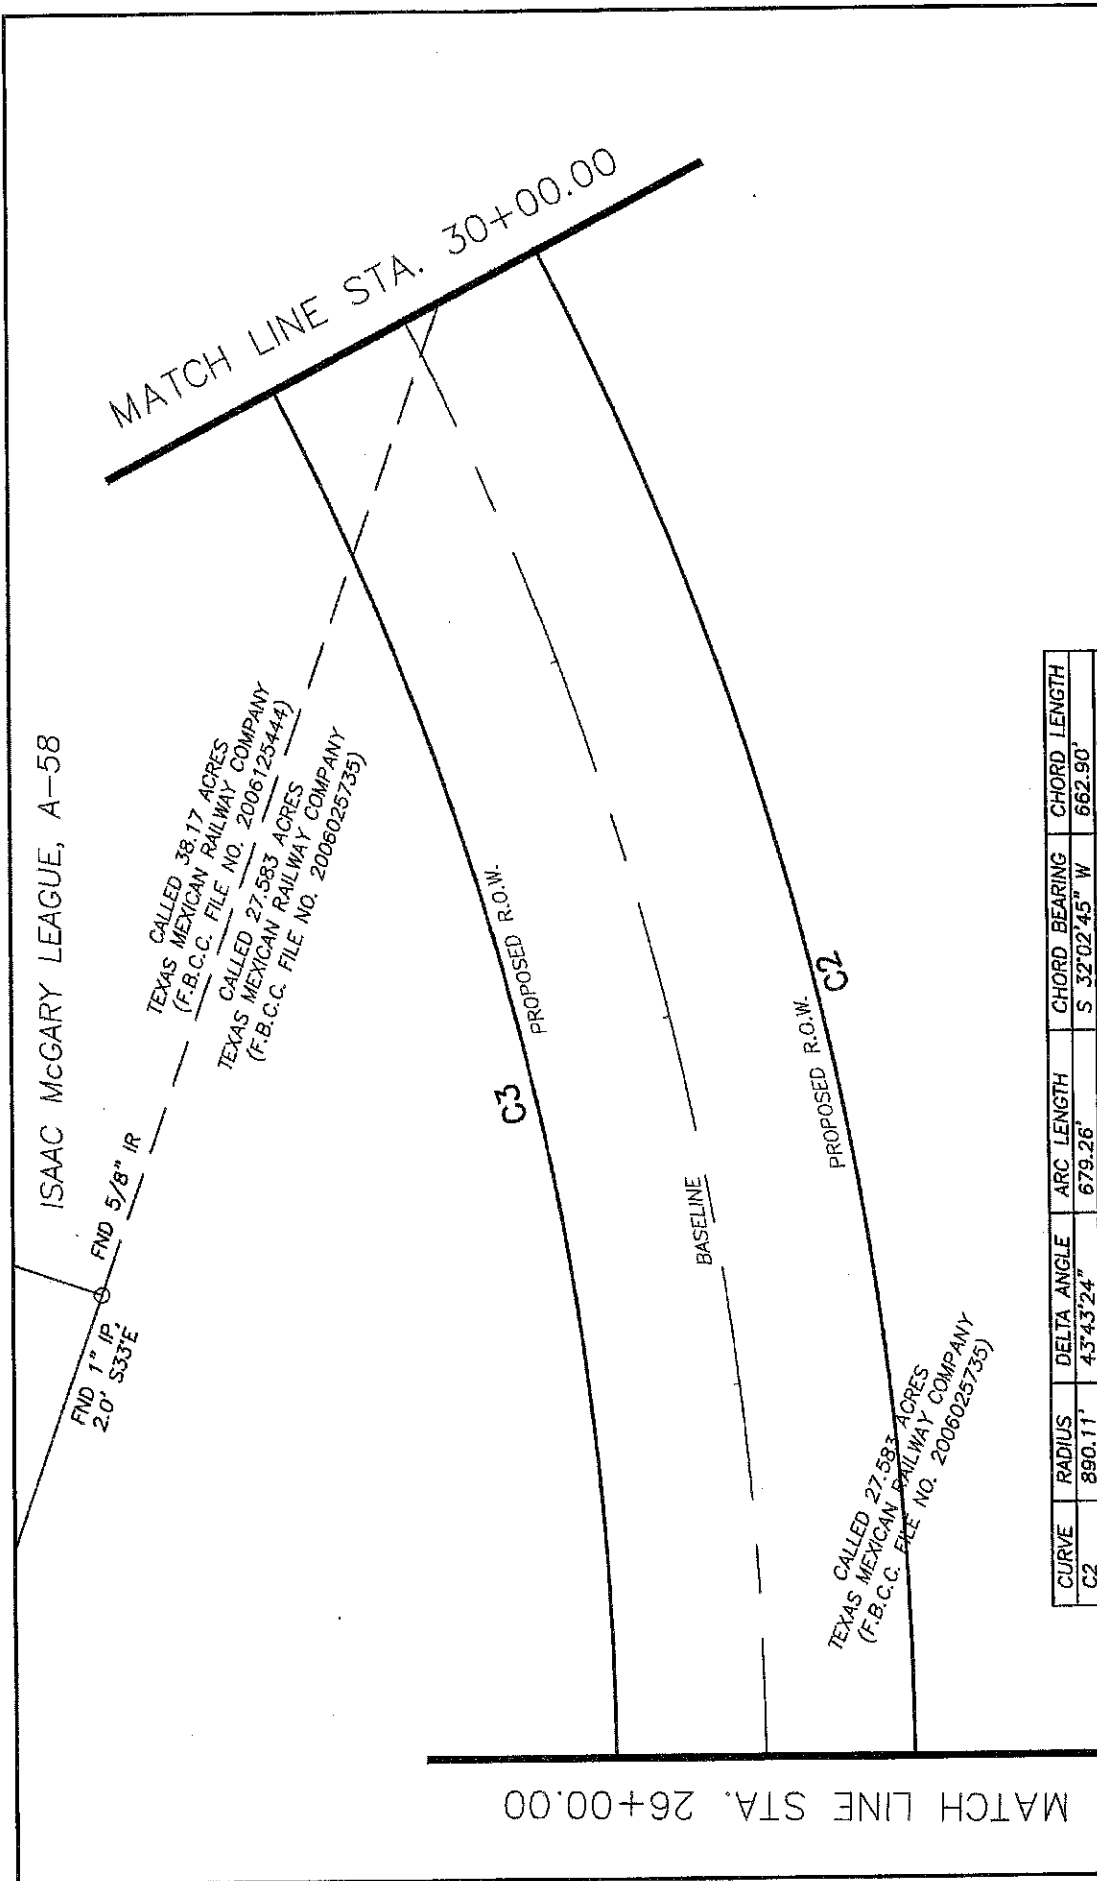 ISAAC McGARY LEAGUE, A-58
MATCH LINE STA. 30+00.00
FND 1" IP,
2.0' S33°E
FND 5/8" IR
CALLED 38.17 ACRES
TEXAS MEXICAN RAILWAY COMPANY
(F.B.C.C. FILE NO. 2006125444)
CALLED 27.583 ACRES
TEXAS MEXICAN RAILWAY COMPANY
(F.B.C.C. FILE NO. 2006025735)
C3
PROPOSED R.O.W.
BASELINE
PROPOSED R.O.W.
C2
CALLED 27.583 ACRES
TEXAS MEXICAN RAILWAY COMPANY
(F.B.C.C. FILE NO. 2006025735)
MATCH LINE STA. 26+00.00
CURVE RADIUS DELTA ANGLE ARC LENGTH CHORD BEARING CHORD LENGTH
C2 890.11' 43°43'24" 679.26' S 32°02'45" W 662.90'